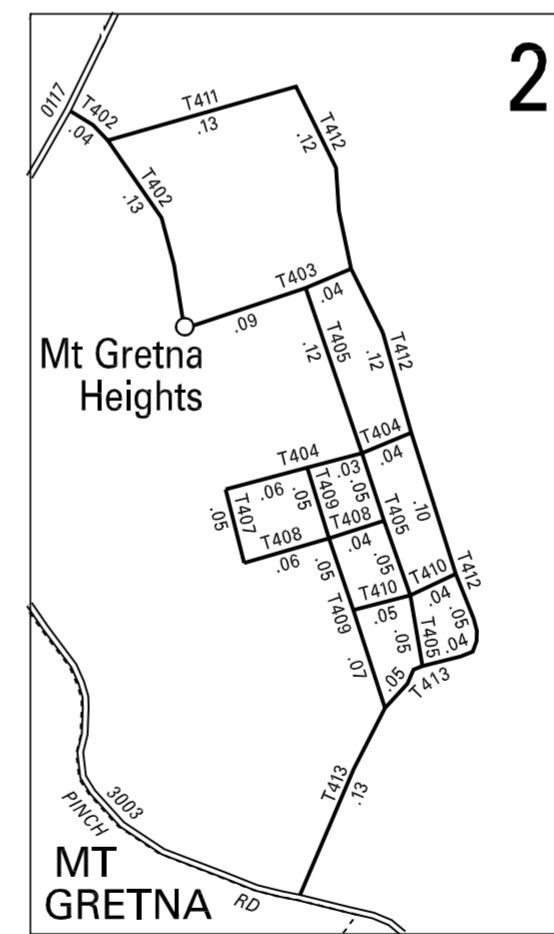 2
0117
T402
.04
T411
.13
T412
.12
T402
.13
T403
.04
.09
Mt Gretna
Heights
.12
T405
.12
T412
T404
.04
T404
.03
.06
.05
T409
.05
T407
.05
T408
.04
T405
.10
T408
.06
.05
.05
T410
.05
T410
.04
T412
.05
T409
.05
T405
.04
.07
.05
T413
T413
.13
3003
PINCH
RD
MT
GRETNA